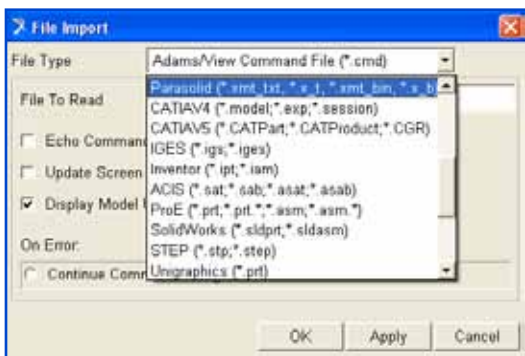 File Import
File Type Adams/View Command File (*.cmd)
Parasolid (*.xmt_txt, *.x_t, *.xmt_bin, *.x_b
File To Read
CATIAV4 (*.model;*.exp;*.session)
CATIAV5 (*.CATPart;*.CATProduct;*.CGR)
Echo Command
IGES (*.igs;*.iges)
Update Screen
Inventor (*.ipt;*.iam)
ACIS (*.sat;*.sab;*.asat;*.asab)
Display Model
ProE (*.prt;*.prt.*;*.asm;*.asm.*)
SolidWorks (*.sldprt;*.sldasm)
On Error:
STEP (*.stp;*.step)
Continue Com
Unigraphics (*.prt)
OK Apply Cancel